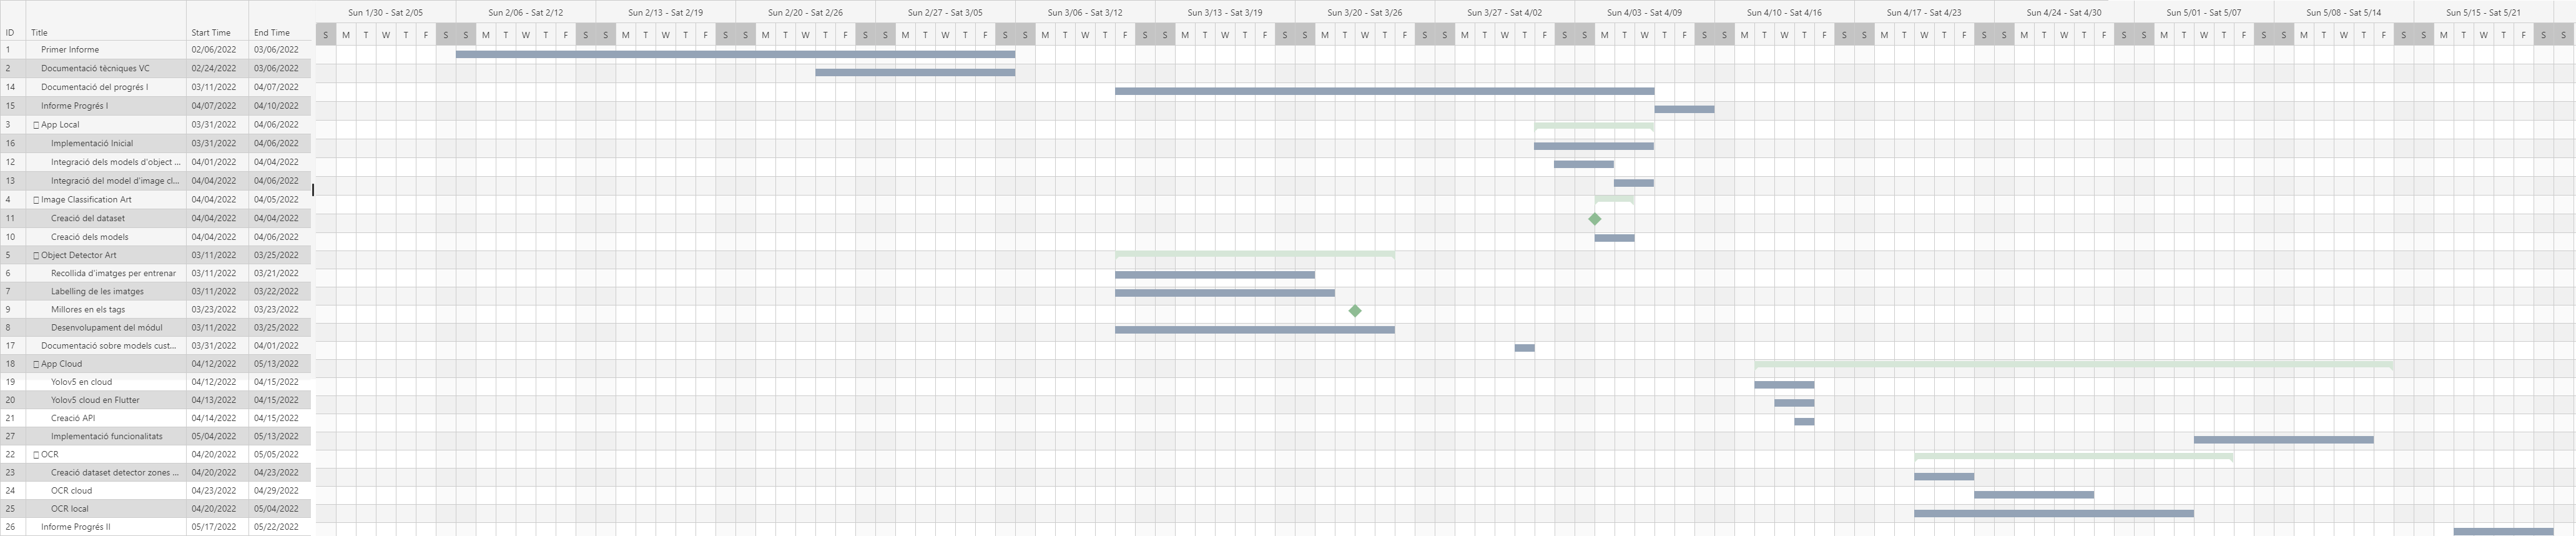 Sun 1/30 - Sat 2/05 Sun 2/06 - Sat 2/12 Sun 2/13 - Sat 2/19 Sun 2/20 - Sat 2/26 Sun 2/27 - Sat 3/05 Sun 3/06 - Sat 3/12 Sun 3/13 - Sat 3/19 Sun 3/20 - Sat 3/26 Sun 3/27 - Sat 4/02 Sun 4/03 - Sat 4/09 Sun 4/10 - Sat 4/16 Sun 4/17 - Sat 4/23 Sun 4/24 - Sat 4/30 Sun 5/01 - Sat 5/07 Sun 5/08 - Sat 5/14 Sun 5/15 - Sat 5/21
ID Title Start Time End Time S M T W T F S S M T W T F S S M T W T F S S M T W T F S S M T W T F S S M T W T F S S M T W T F S S M T W T F S S M T W T F S S M T W T F S S M T W T F S S M T W T F S S M T W T F S S M T W T F S S M T W T F S S M T W T F S S
1 Primer Informe 02/06/2022 03/06/2022
2 Documentació tècniques VC 02/24/2022 03/06/2022
14 Documentació del progrés I 03/11/2022 04/07/2022
15 Informe Progrés I 04/07/2022 04/10/2022
3 App Local 03/31/2022 04/06/2022
16 Implementació Inicial 03/31/2022 04/06/2022
12 Integració dels models d'object ... 04/01/2022 04/04/2022
13 Integració del model d'image cl... 04/04/2022 04/06/2022
4 Image Classification Art 04/04/2022 04/05/2022
11 Creació del dataset 04/04/2022 04/04/2022
10 Creació dels models 04/04/2022 04/06/2022
5 Object Detector Art 03/11/2022 03/25/2022
6 Recollida d'imatges per entrenar 03/11/2022 03/21/2022
7 Labelling de les imatges 03/11/2022 03/22/2022
9 Millores en els tags 03/23/2022 03/23/2022
8 Desenvolupament del mòdul 03/11/2022 03/25/2022
17 Documentació sobre models cust... 03/31/2022 04/01/2022
18 App Cloud 04/12/2022 05/13/2022
19 Yolov5 en cloud 04/12/2022 04/15/2022
20 Yolov5 cloud en Flutter 04/13/2022 04/15/2022
21 Creació API 04/14/2022 04/15/2022
27 Implementació funcionalitats 05/04/2022 05/13/2022
22 OCR 04/20/2022 05/05/2022
23 Creació dataset detector zones ... 04/20/2022 04/23/2022
24 OCR cloud 04/23/2022 04/29/2022
25 OCR local 04/20/2022 05/04/2022
26 Informe Progrés II 05/17/2022 05/22/2022